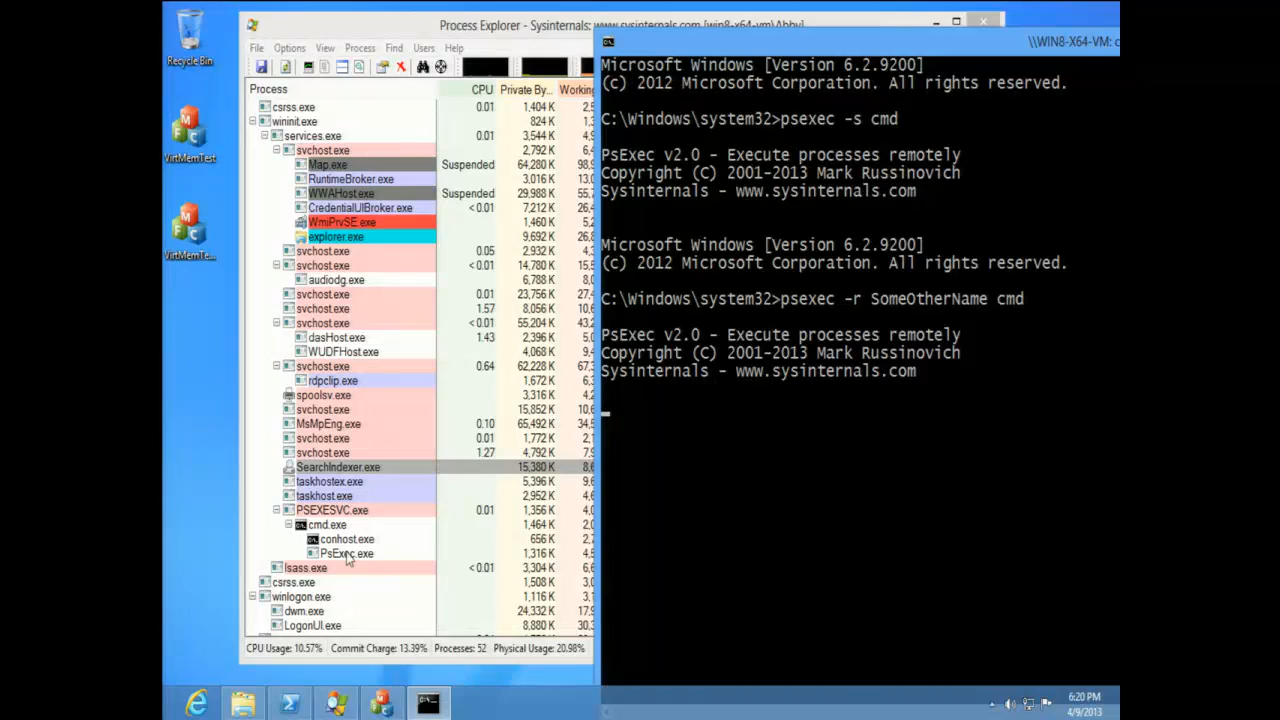 Recycle Bin
VirtMemTest
VirtMemTe...
Process Explorer - Sysinternals: www.sysinternals.com [win8-x64-vm\Abby]
File Options View Process Find Users Help
Process CPU Private By... Working
csrss.exe 0.01 1,404 K
wininit.exe 824 K
services.exe 0.01 3,544 K
svchost.exe 2,792 K
Map.exe Suspended 64,280 K
RuntimeBroker.exe 3,016 K
WWAHost.exe Suspended 29,988 K
CredentialUIBroker.exe < 0.01 7,212 K
WmiPrvSE.exe 1,460 K
explorer.exe 9,692 K
svchost.exe 0.05 2,932 K
svchost.exe < 0.01 14,780 K
audiodg.exe 6,788 K
svchost.exe 0.01 23,756 K
svchost.exe 1.57 8,056 K
svchost.exe < 0.01 55,204 K
dasHost.exe 1.43 2,396 K
WUDFHost.exe 4,068 K
svchost.exe 0.64 62,228 K
rdpclip.exe 1,672 K
spoolsv.exe 3,316 K
svchost.exe 15,852 K
MsMpEng.exe 0.10 65,492 K
svchost.exe 0.01 1,772 K
svchost.exe 1.27 4,792 K
SearchIndexer.exe 15,380 K
taskhostex.exe 5,396 K
taskhost.exe 2,952 K
PSEXESVC.exe 0.01 1,356 K
cmd.exe 1,464 K
conhost.exe 656 K
PsExec.exe 1,316 K
lsass.exe < 0.01 3,304 K
csrss.exe 1,508 K
winlogon.exe 1,116 K
dwm.exe 24,332 K
LogonUI.exe 8,880 K
CPU Usage: 10.57% Commit Charge: 13.39% Processes: 52 Physical Usage: 20.98%
\\WIN8-X64-VM: c
Microsoft Windows [Version 6.2.9200]
(c) 2012 Microsoft Corporation. All rights reserved.
C:\Windows\system32>psexec -s cmd
PsExec v2.0 - Execute processes remotely
Copyright (C) 2001-2013 Mark Russinovich
Sysinternals - www.sysinternals.com
Microsoft Windows [Version 6.2.9200]
(c) 2012 Microsoft Corporation. All rights reserved.
C:\Windows\system32>psexec -r SomeOtherName cmd
PsExec v2.0 - Execute processes remotely
Copyright (C) 2001-2013 Mark Russinovich
Sysinternals - www.sysinternals.com
6:20 PM
4/9/2013